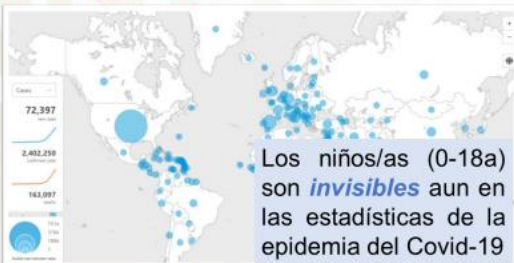 Cases
72,397
2.402.250
163,097
Los niños/as (0-18a)
son invisibles aun en
las estadísticas de la
epidemia del Covid-19